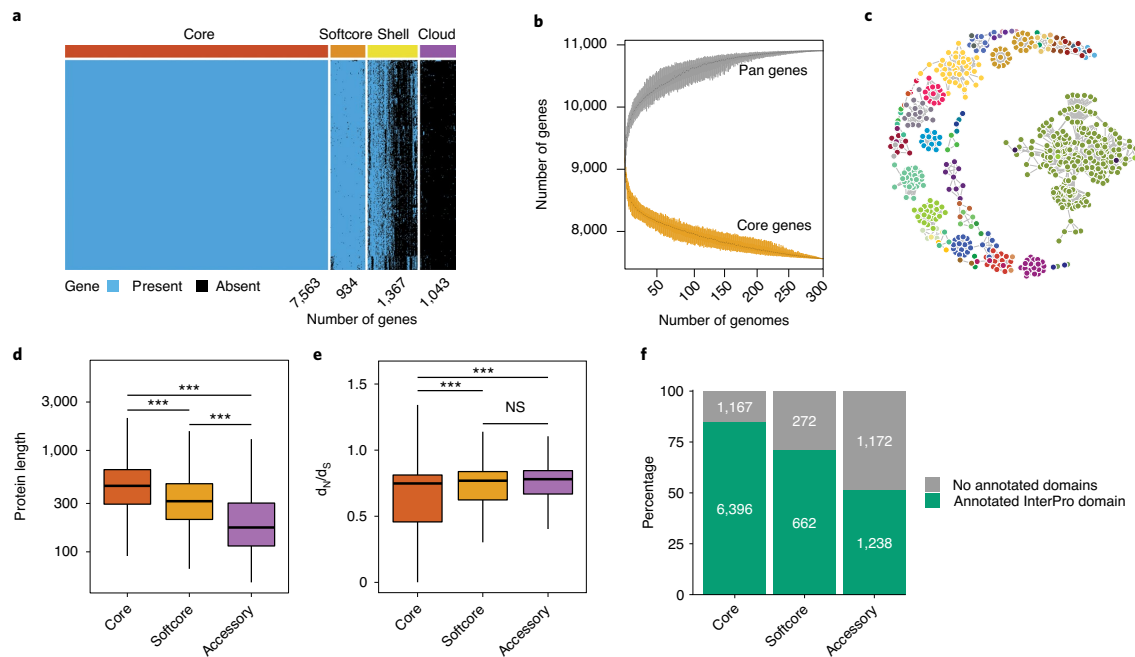 a
Core Softcore Shell Cloud
Gene Present Absent
7,563 934 1,367 1,043
Number of genes
b
11,000
10,000
9,000
8,000
Number of genes
Pan genes
Core genes
50 100 150 200 250 300
Number of genomes
c
d
3,000
1,000
300
100
Protein length
***
***
***
Core Softcore Accessory
e
1.5
1.0
0.5
0
dN/dS
***
***
NS
Core Softcore Accessory
f
100
75
50
25
0
Percentage
1,167 272 1,172
6,396 662 1,238
Core Softcore Accessory
No annotated domains
Annotated InterPro domain